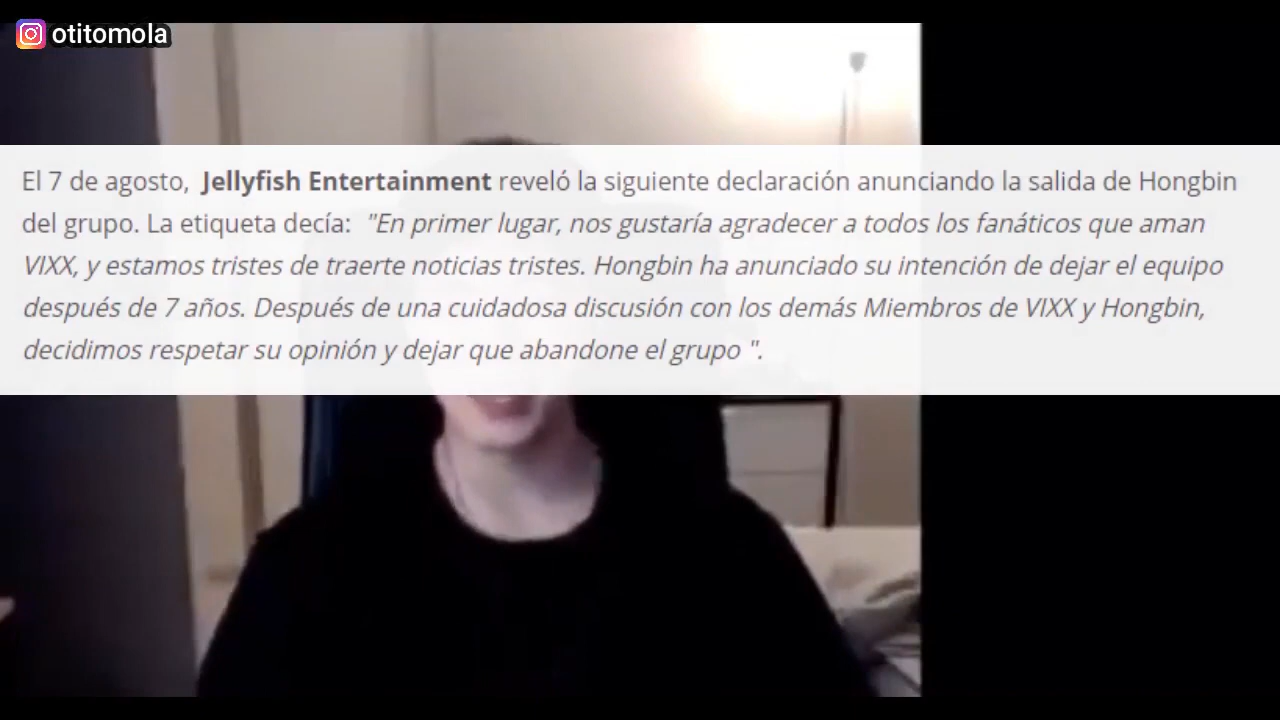 otitomola
El 7 de agosto, Jellyfish Entertainment reveló la siguiente declaración anunciando la salida de Hongbin
del grupo. La etiqueta decía: "En primer lugar, nos gustaría agradecer a todos los fanáticos que aman
VIXX, y estamos tristes de traerte noticias tristes. Hongbin ha anunciado su intención de dejar el equipo
después de 7 años. Después de una cuidadosa discusión con los demás Miembros de VIXX y Hongbin,
decidimos respetar su opinión y dejar que abandone el grupo ".